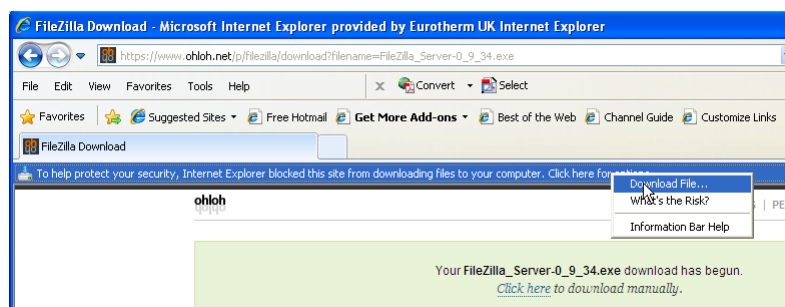 FileZilla Download - Microsoft Internet Explorer provided by Eurotherm UK Internet Explorer
https://www.ohloh.net/p/filezilla/download?filename=FileZilla_Server-0_9_34.exe
File Edit View Favorites Tools Help x Convert Select
Favorites Suggested Sites Free Hotmail Get More Add-ons Best of the Web Channel Guide Customize Links
FileZilla Download
To help protect your security, Internet Explorer blocked this site from downloading files to your computer. Click here for options...
Download File...
ohloh
What's the Risk?
| PE
Information Bar Help
Your FileZilla_Server-0_9_34.exe download has begun.
Click here to download manually.